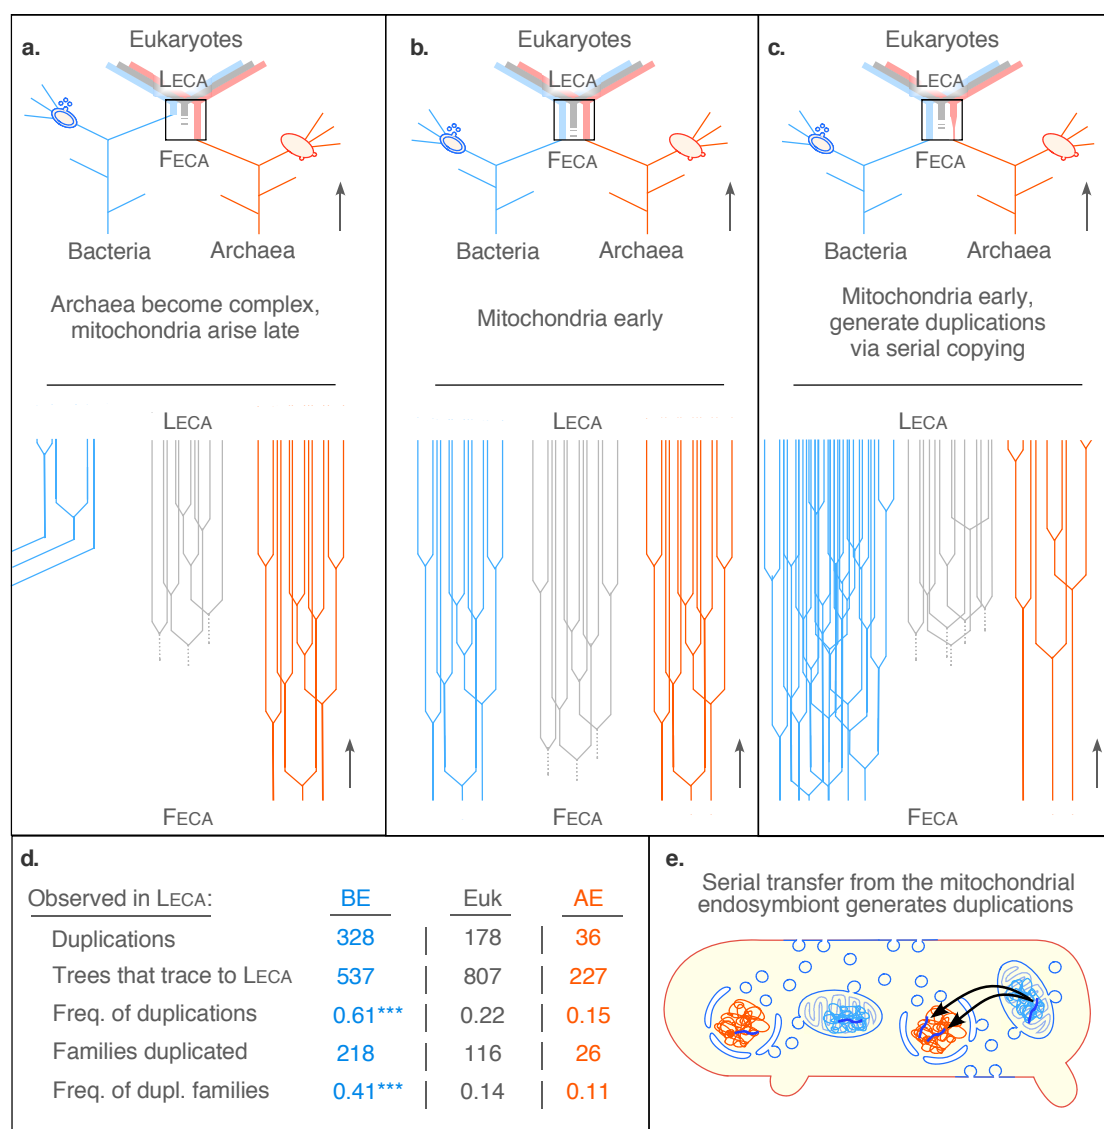 a.
Eukaryotes
LECA
FECA
Bacteria
Archaea
Archaea become complex,
mitochondria arise late
LECA
FECA
b.
Eukaryotes
LECA
FECA
Bacteria
Archaea
Mitochondria early
LECA
FECA
c.
Eukaryotes
LECA
FECA
Bacteria
Archaea
Mitochondria early,
generate duplications
via serial copying
LECA
FECA
d.
Observed in LECA: BE Euk AE
Duplications 328 | 178 | 36
Trees that trace to LECA 537 | 807 | 227
Freq. of duplications 0.61*** | 0.22 | 0.15
Families duplicated 218 | 116 | 26
Freq. of dupl. families 0.41*** | 0.14 | 0.11
e.
Serial transfer from the mitochondrial
endosymbiont generates duplications